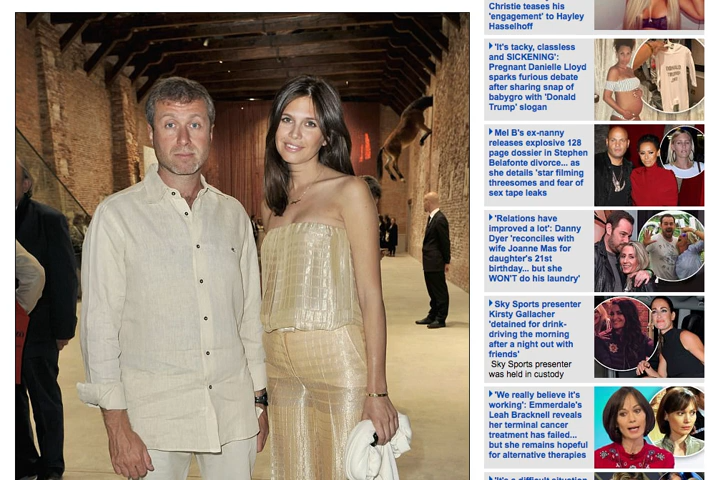 Christie teases his
'engagement' to Hayley
Hasselhoff
'It's tacky, classless
and SICKENING':
Pregnant Danielle Lloyd
sparks furious debate
after sharing snap of
babygro with 'Donald
Trump' slogan
Mel B's ex-nanny
releases explosive 128
page dossier in Stephen
Belafonte divorce... as
she details 'star filming
threesomes and fear of
sex tape leaks
'Relations have
improved a lot': Danny
Dyer 'reconciles with
wife Joanne Mas for
daughter's 21st
birthday... but she
WON'T do his laundry'
Sky Sports presenter
Kirsty Gallacher
'detained for drink-
driving the morning
after a night out with
friends'
Sky Sports presenter
was held in custody
'We really believe it's
working': Emmerdale's
Leah Bracknell reveals
her terminal cancer
treatment has failed...
but she remains hopeful
for alternative therapies